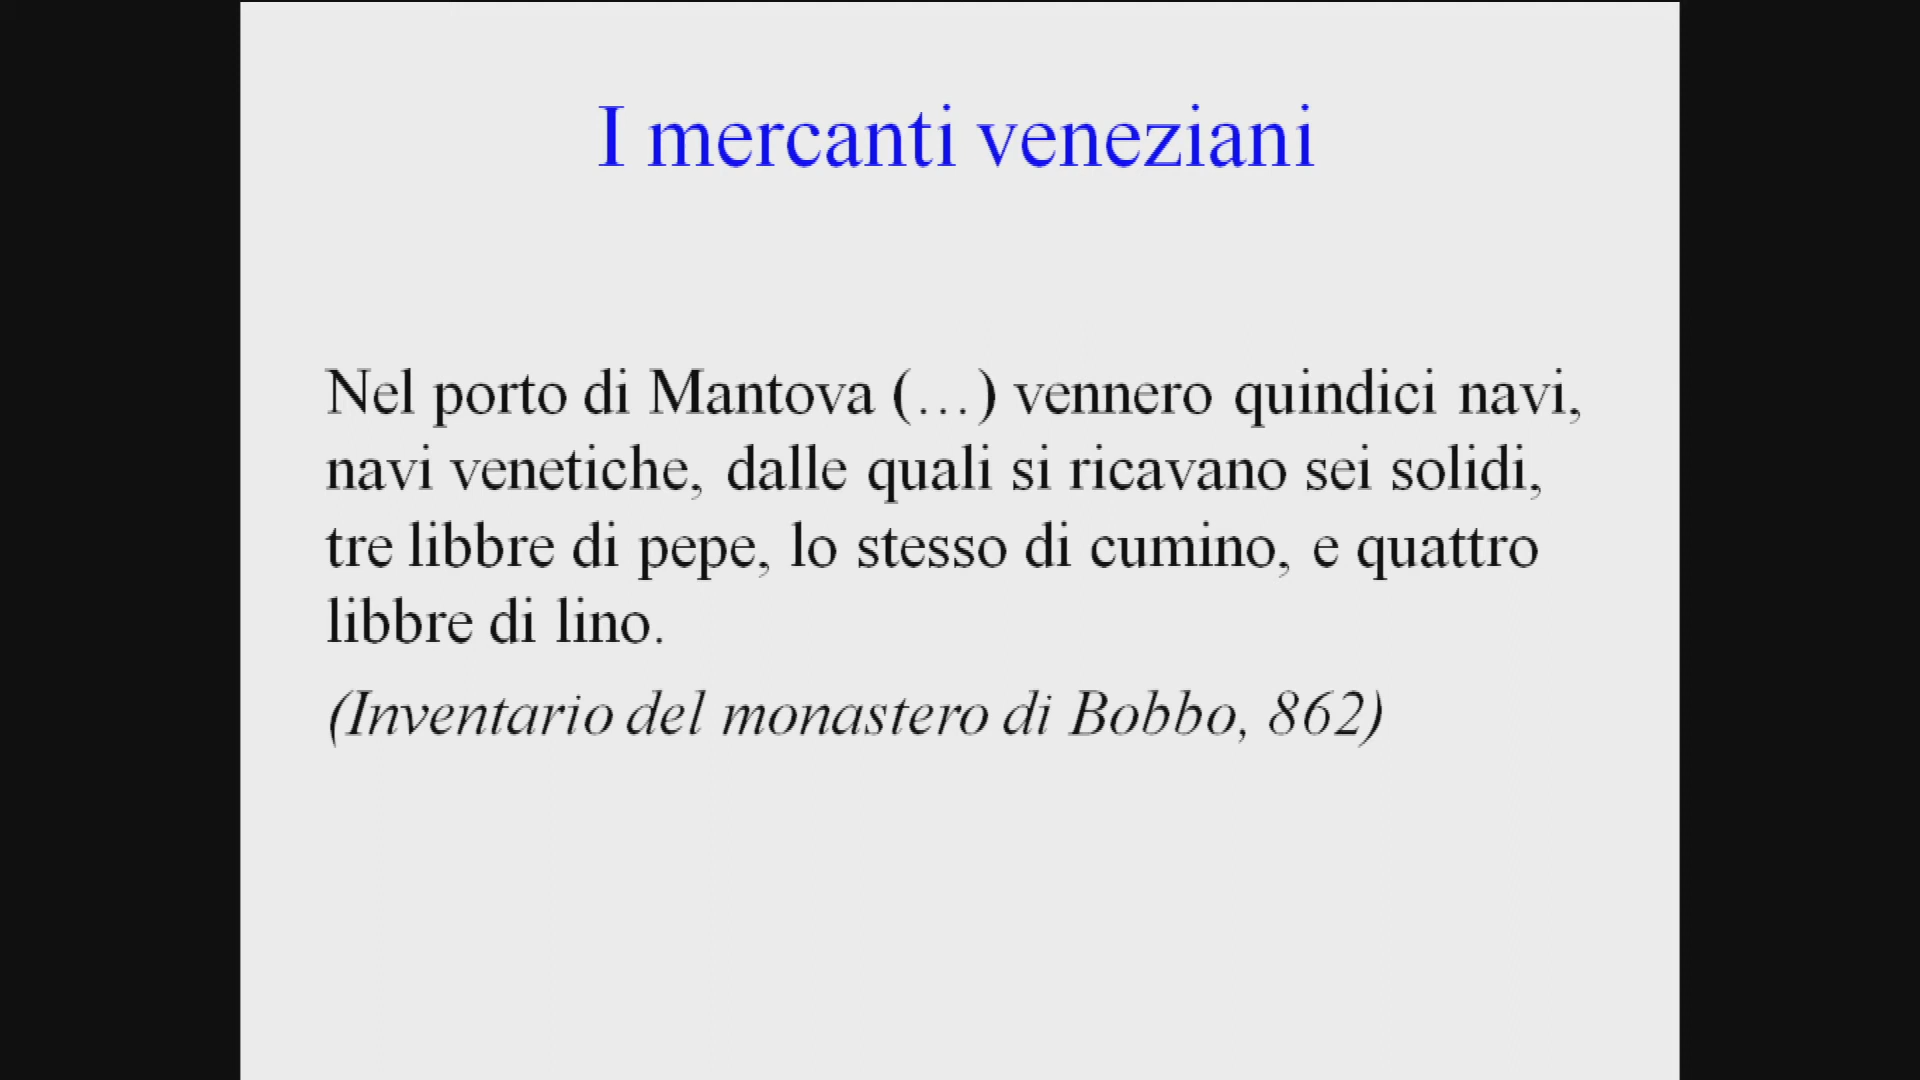 I mercanti veneziani
Nel porto di Mantova (…) vennero quindici navi,
navi venetiche, dalle quali si ricavano sei solidi,
tre libbre di pepe, lo stesso di cumino, e quattro
libbre di lino.
(Inventario del monastero di Bobbo, 862)